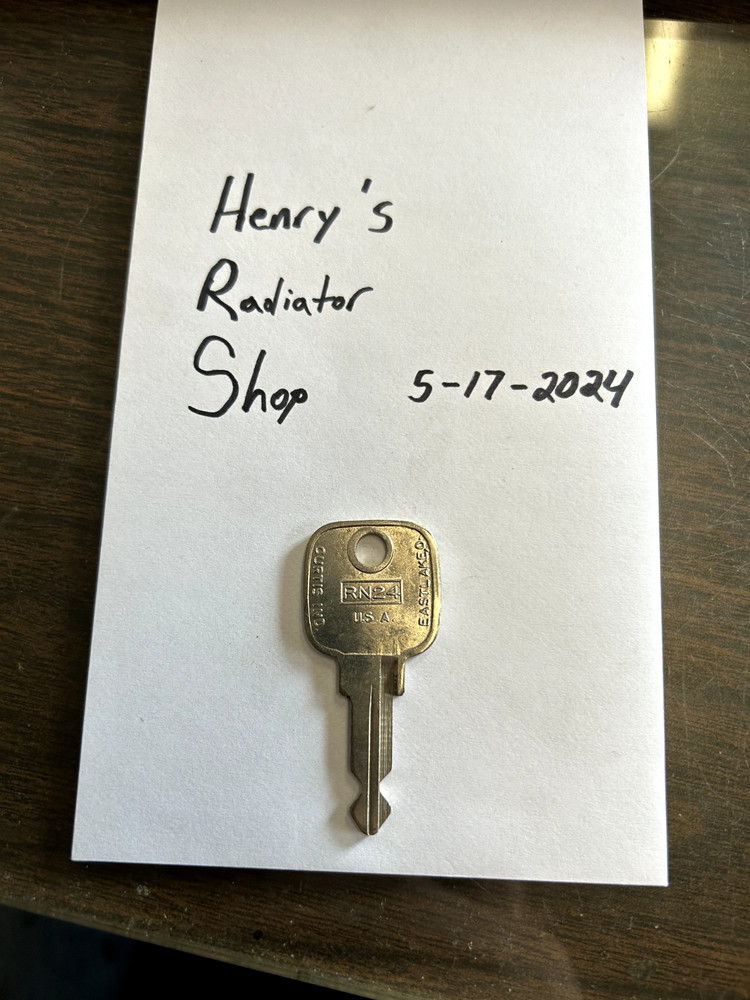 Henry's
Radiator
Shop 5-17-2024
CURTIS INC.
RN24
U.S.A.
EASTLAKE O.